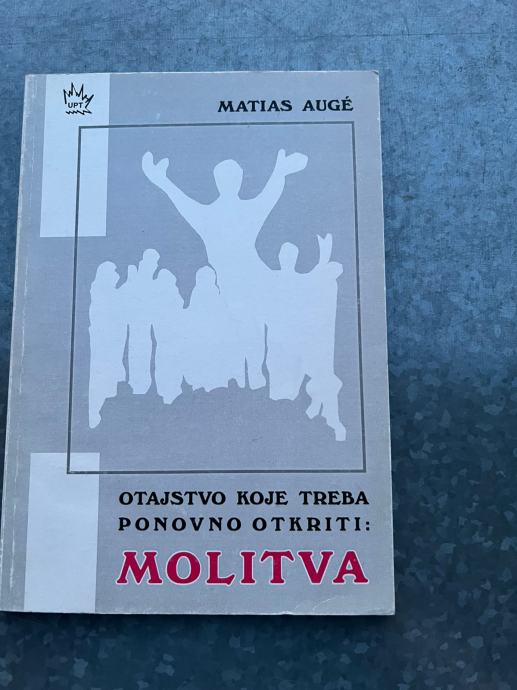 UPT
MATIAS AUGÉ
OTAJSTVO KOJE TREBA
PONOVNO OTKRITI:
MOLITVA